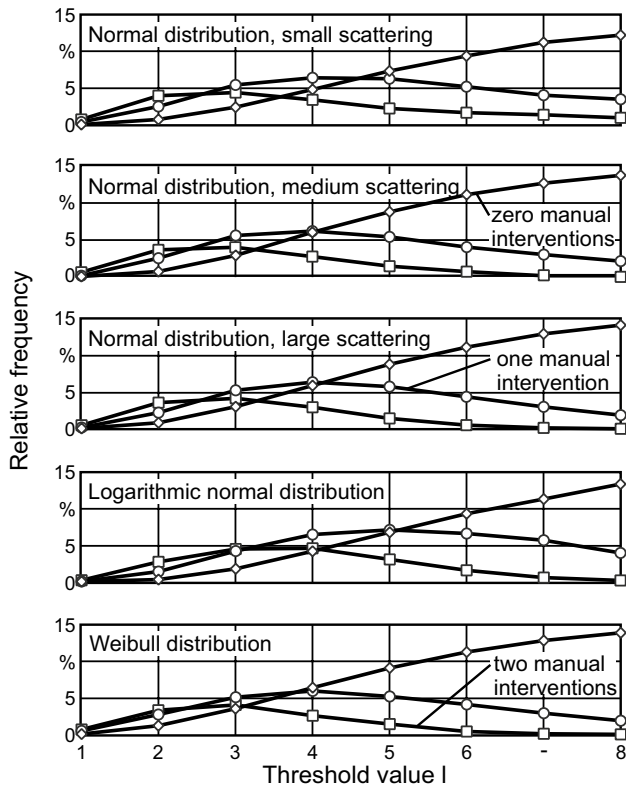 Relative frequency
15
Normal distribution, small scattering
%
5
0
15
Normal distribution, medium scattering
%
zero manual
interventions
5
0
15
Normal distribution, large scattering
%
one manual
intervention
5
0
15
Logarithmic normal distribution
%
5
0
15
Weibull distribution
%
two manual
interventions
5
0
1 2 3 4 5 6 - 8
Threshold value l